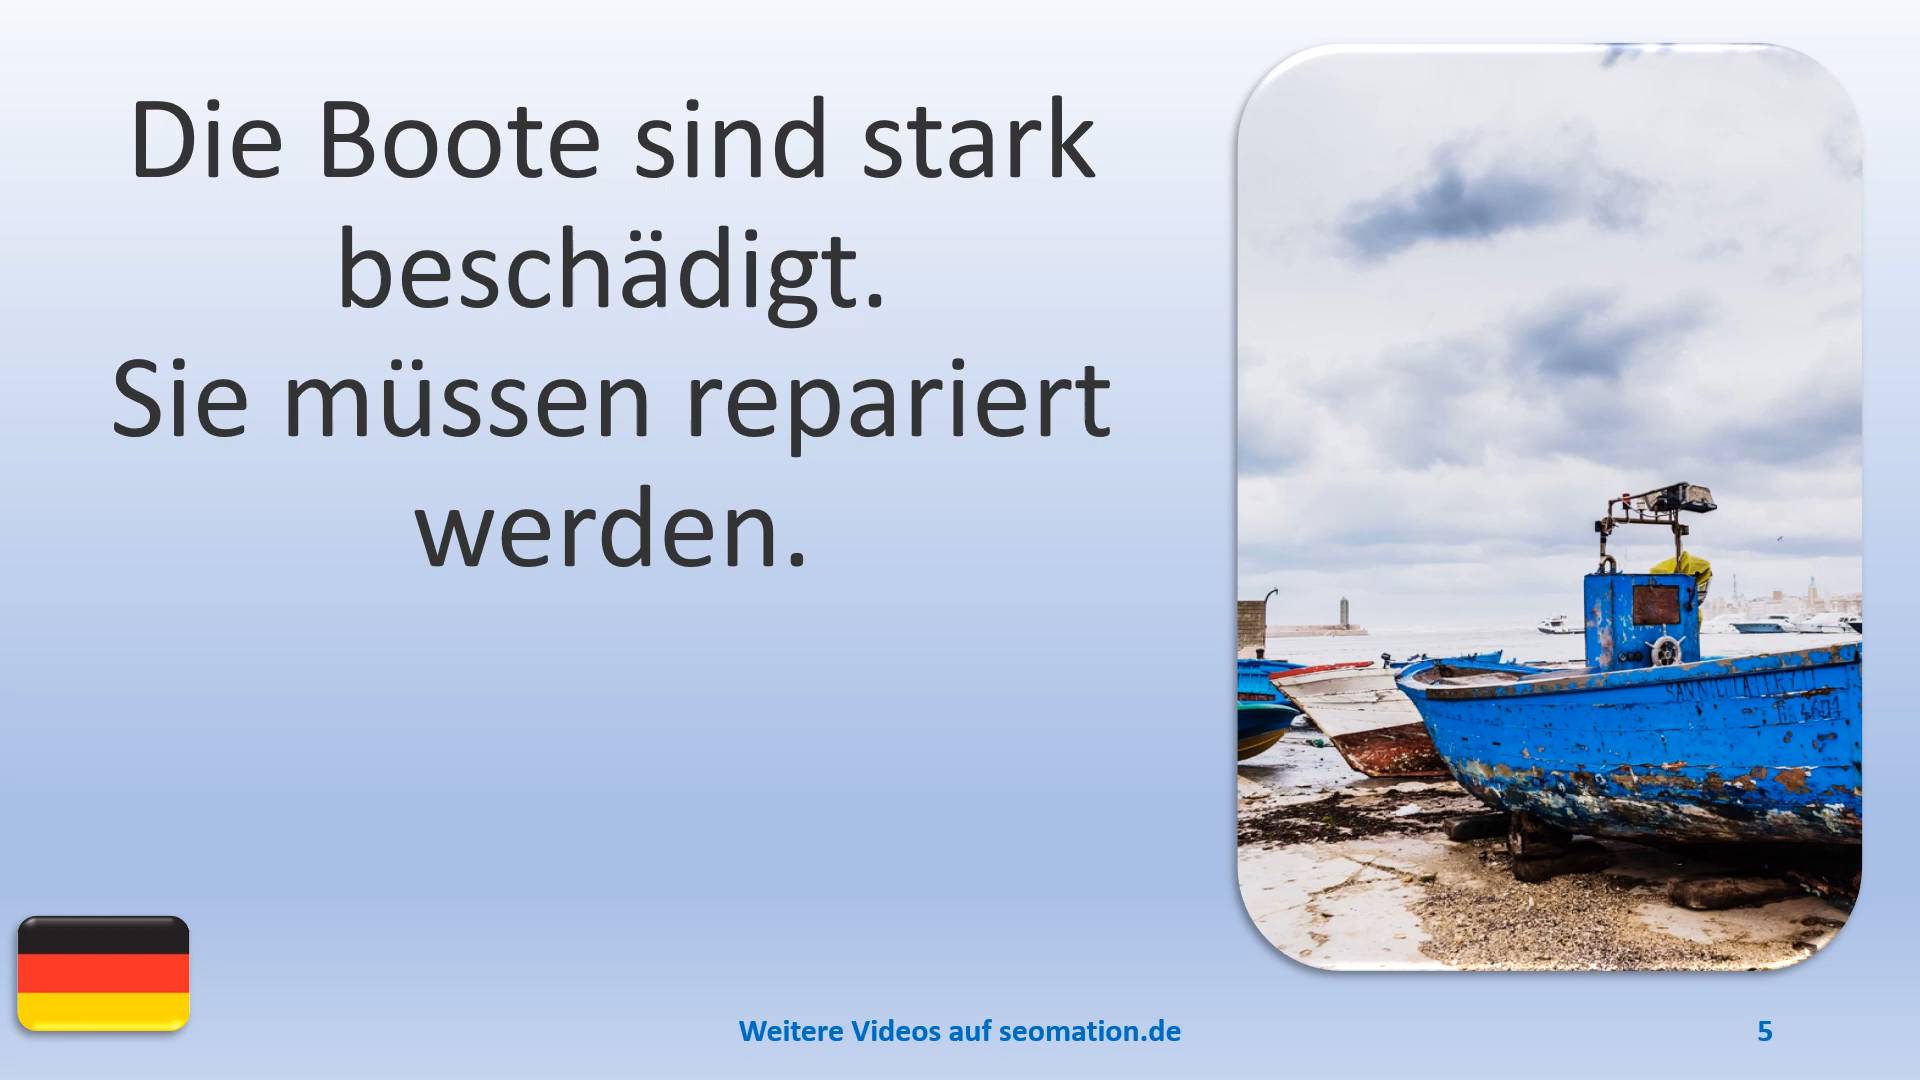 Die Boote sind stark
beschädigt.
Sie müssen repariert
werden.
Weitere Videos auf seomation.de
5